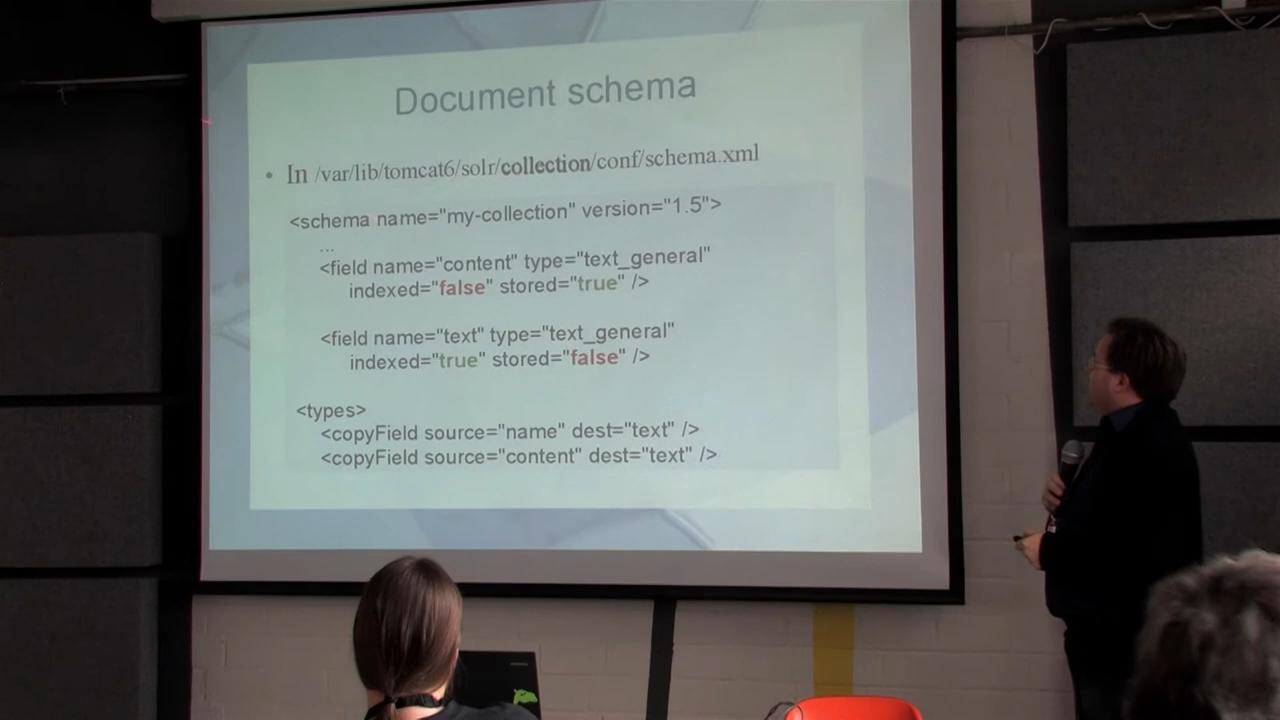 Document schema
• In /var/lib/tomcat6/solr/collection/conf/schema.xml
<schema name="my-collection" version="1.5">
...
<field name="content" type="text_general"
indexed="false" stored="true" />
<field name="text" type="text_general"
indexed="true" stored="false" />
<types>
<copyField source="name" dest="text" />
<copyField source="content" dest="text" />